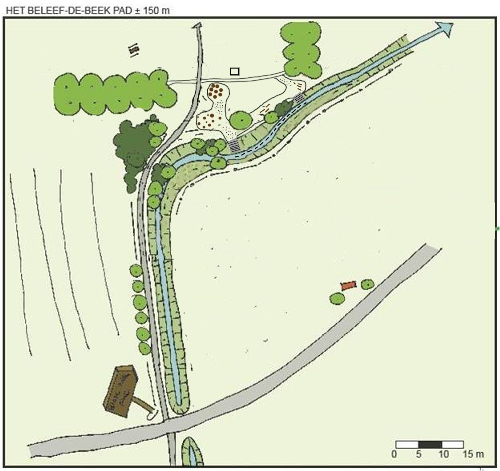 HET BELEEF-DE-BEEK PAD ± 150 m
0 5 10 15 m